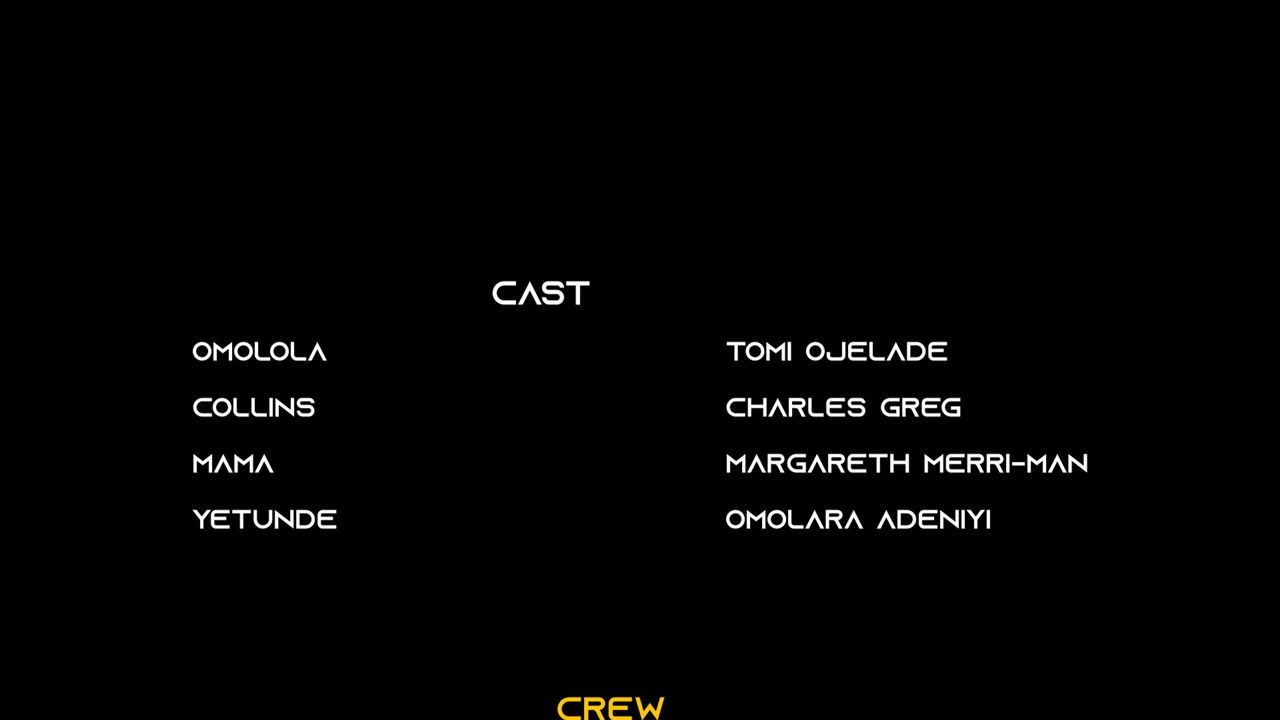 CAST
OMOLOLA TOMI OJELADE
COLLINS CHARLES GREG
MAMA MARGARETH MERRI-MAN
YETUNDE OMOLARA ADENIYI
CREW